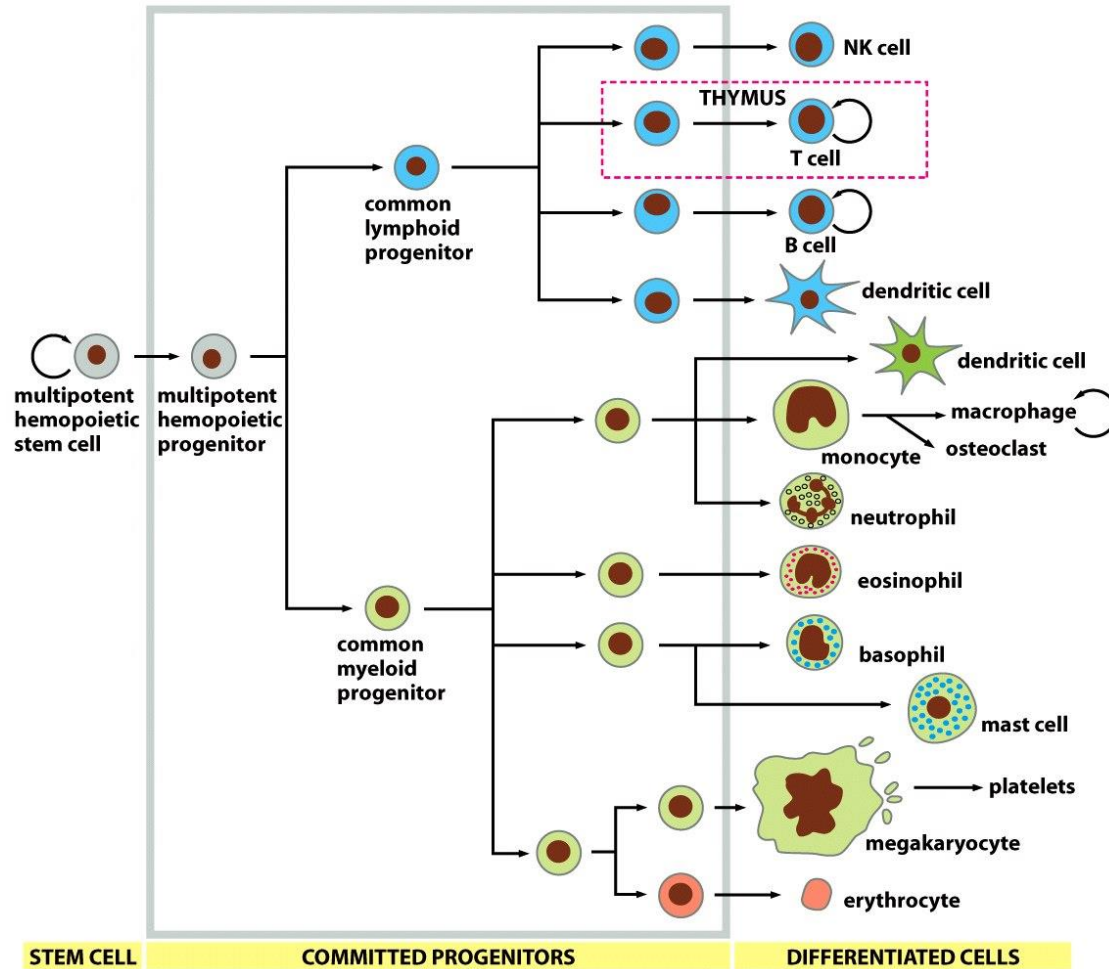 NK cell
THYMUS
T cell
common
lymphoid
progenitor
B cell
dendritic cell
dendritic cell
multipotent
hemopoietic
stem cell
multipotent
hemopoietic
progenitor
macrophage
monocyte
osteoclast
neutrophil
eosinophil
common
myeloid
progenitor
basophil
mast cell
platelets
megakaryocyte
erythrocyte
STEM CELL
COMMITTED PROGENITORS
DIFFERENTIATED CELLS